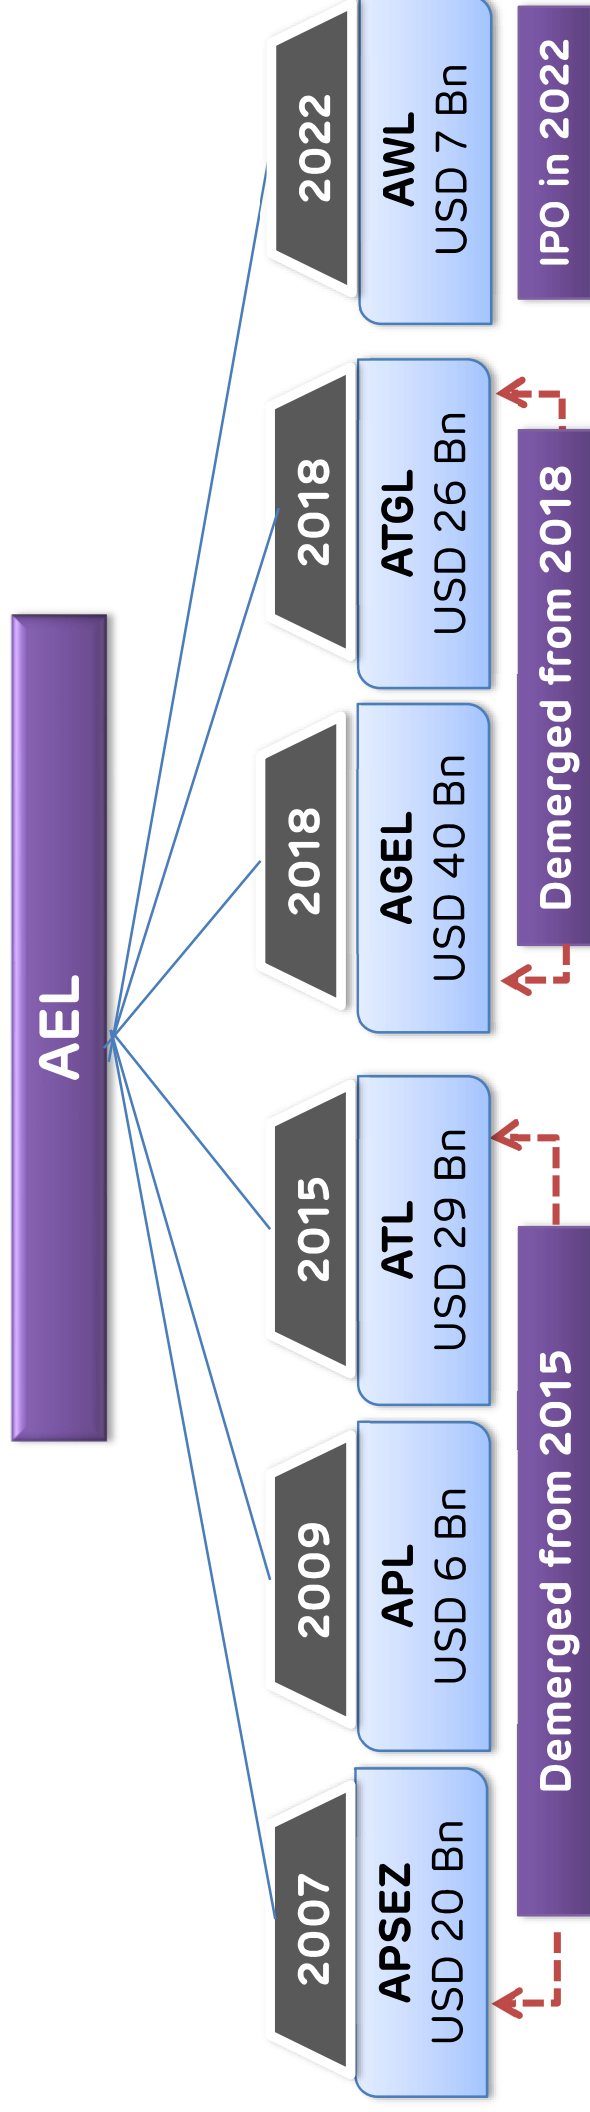 AEL
2007
2009
2015
2018
2018
2022
APSEZ
USD 20 Bn
APL
USD 6 Bn
ATL
USD 29 Bn
AGEL
USD 40 Bn
ATGL
USD 26 Bn
AWL
USD 7 Bn
Demerged from 2015
Demerged from 2018
IPO in 2022